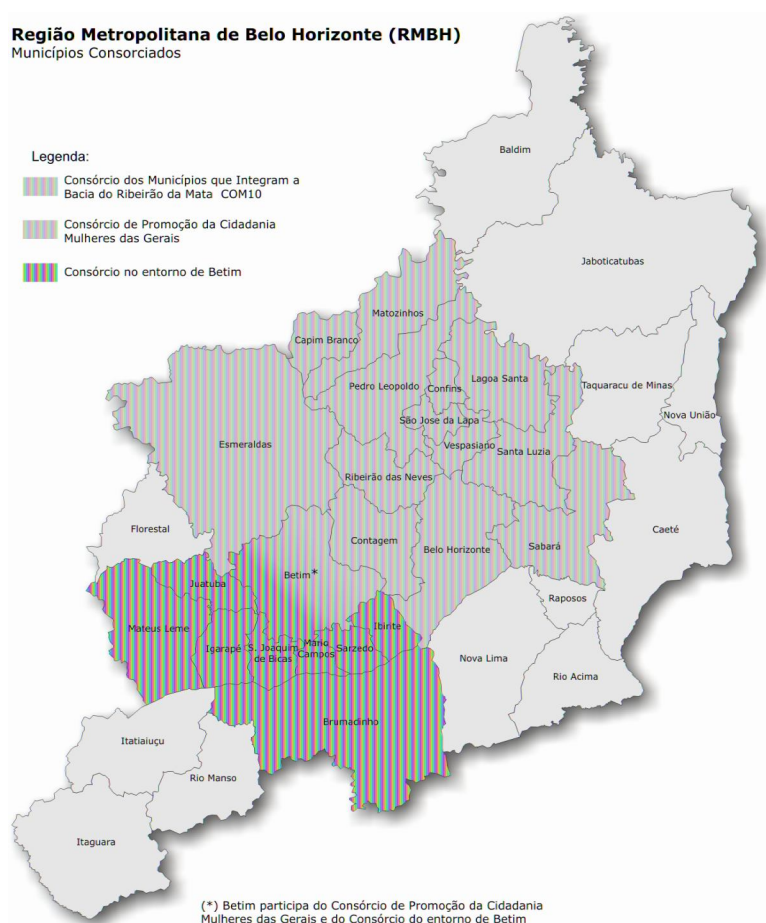 Região Metropolitana de Belo Horizonte (RMBH)
Municípios Consorciados
Legenda:
Consórcio dos Municípios que Integram a
Bacia do Ribeirão da Mata COM10
Consórcio de Promoção da Cidadania
Mulheres das Gerais
Consórcio no entorno de Betim
Baldim
Jaboticatubas
Matozinhos
Capim Branco
Pedro Leopoldo
Confins
Lagoa Santa
Taquaracu de Minas
Nova União
São Jose da Lapa
Vespasiano
Santa Luzia
Esmeraldas
Ribeirão das Neves
Florestal
Contagem
Belo Horizonte
Sabará
Caeté
Betim*
Juatuba
Raposos
Mateus Leme
Igarapé
S. Joaquim
de Bicas
Mário
Campos
Sarzedo
Ibirite
Nova Lima
Rio Acima
Brumadinho
Itatiaiuçu
Rio Manso
Itaguara
(*) Betim participa do Consórcio de Promoção da Cidadania
Mulheres das Gerais e do Consórcio do entorno de Betim